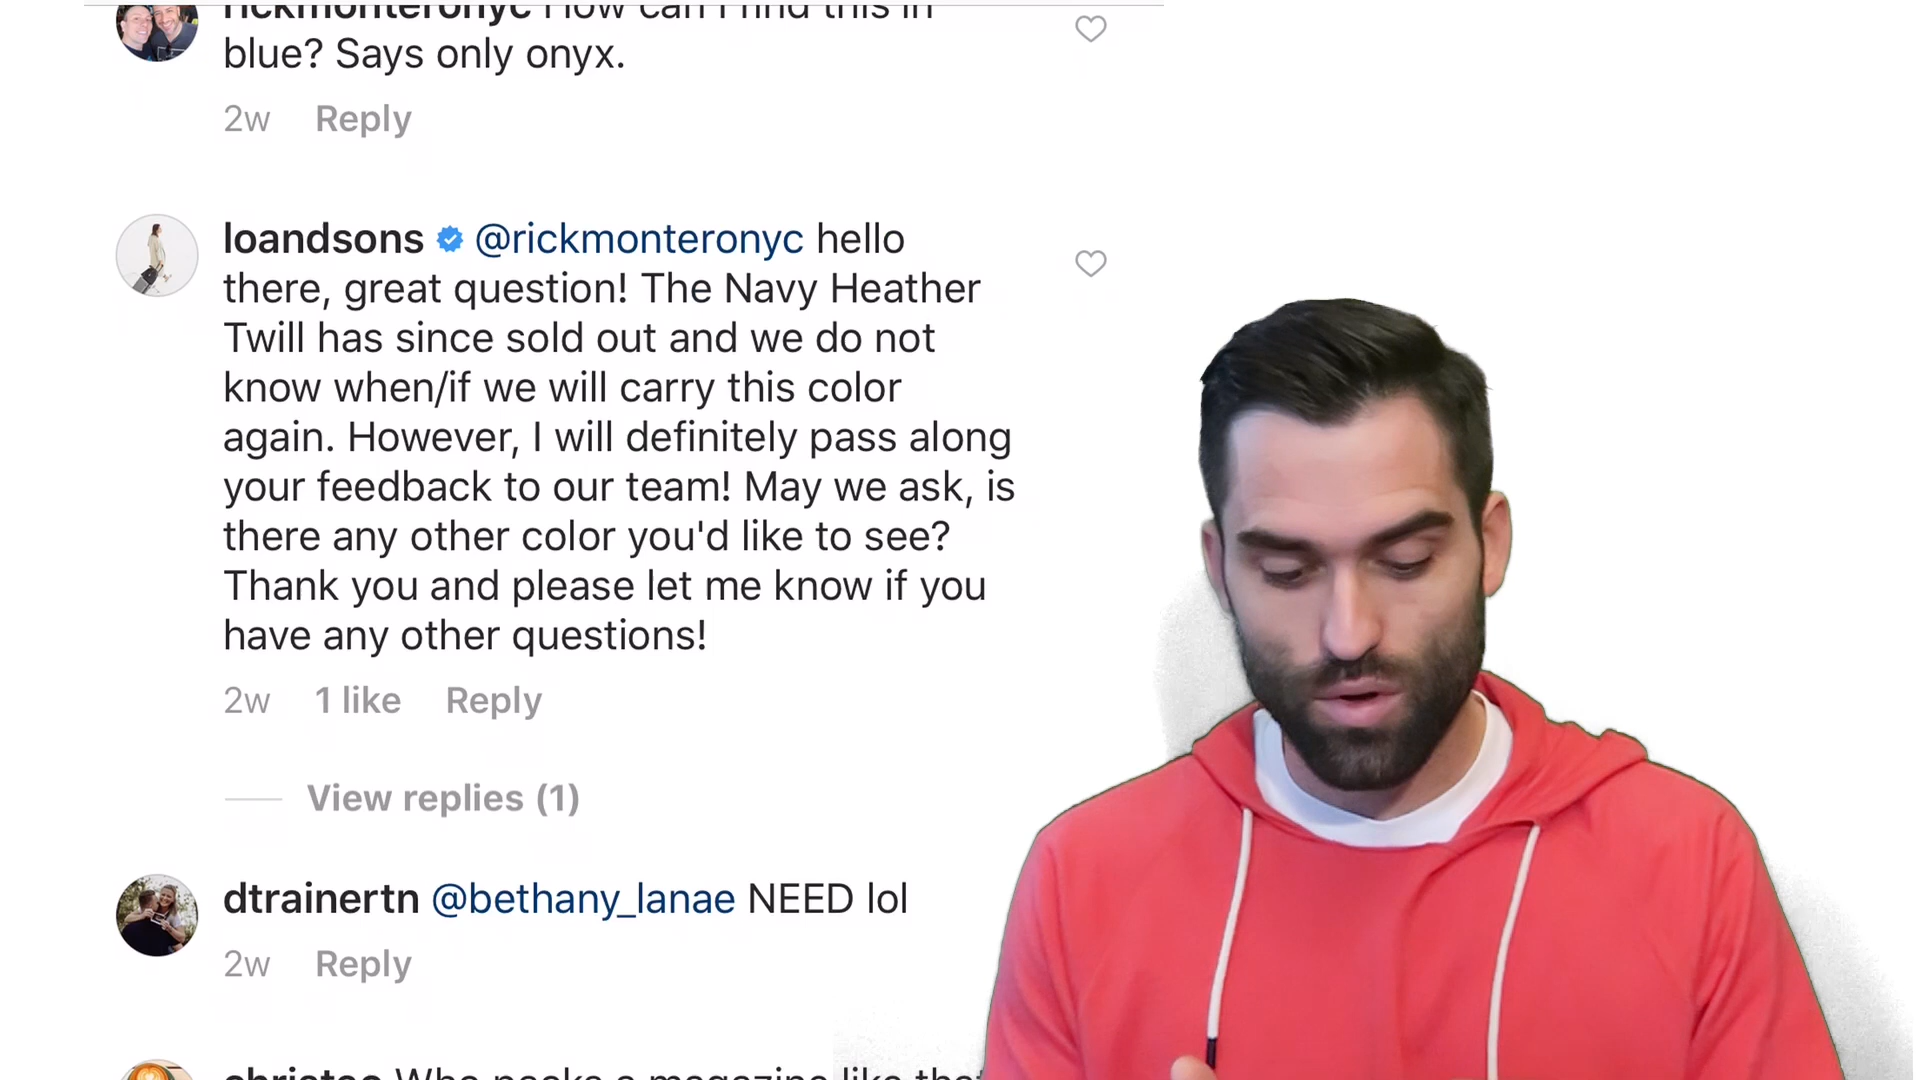 rickmonteronyc How can I find this in
blue? Says only onyx.
2w Reply
loandsons @rickmonteronyc hello
there, great question! The Navy Heather
Twill has since sold out and we do not
know when/if we will carry this color
again. However, I will definitely pass along
your feedback to our team! May we ask, is
there any other color you'd like to see?
Thank you and please let me know if you
have any other questions!
2w 1 like Reply
View replies (1)
dtrainertn @bethany_lanae NEED lol
2w Reply
Who packs a magazine like that